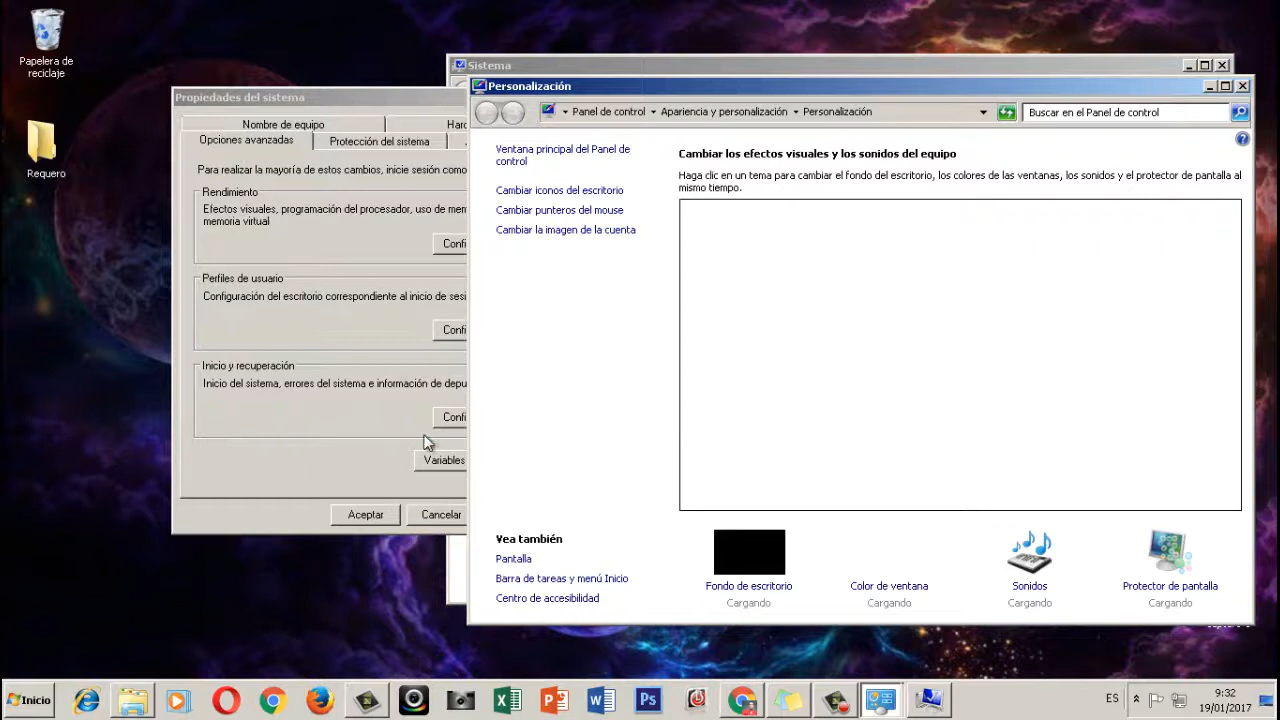 Papelera de
reciclaje
Requero
Sistema
Propiedades del sistema
Nombre de equipo
Opciones avanzadas
Protección del sistema
Para realizar la mayoría de estos cambios, inicie sesión como
Rendimiento
Efectos visuales, programación del procesador, uso de mem
memoria virtual
Confi
Perfiles de usuario
Configuración del escritorio correspondiente al inicio de sesi
Confi
Inicio y recuperación
Inicio del sistema, errores del sistema e información de depu
Confi
Variables
Aceptar
Cancelar
Personalización
Panel de control
Apariencia y personalización
Personalización
Buscar en el Panel de control
Ventana principal del Panel de
control
Cambiar iconos del escritorio
Cambiar punteros del mouse
Cambiar la imagen de la cuenta
Cambiar los efectos visuales y los sonidos del equipo
Haga clic en un tema para cambiar el fondo del escritorio, los colores de las ventanas, los sonidos y el protector de pantalla al
mismo tiempo.
Vea también
Pantalla
Barra de tareas y menú Inicio
Centro de accesibilidad
Fondo de escritorio
Cargando
Color de ventana
Cargando
Sonidos
Cargando
Protector de pantalla
Cargando
Inicio
Ps
ES
9:32
19/01/2017